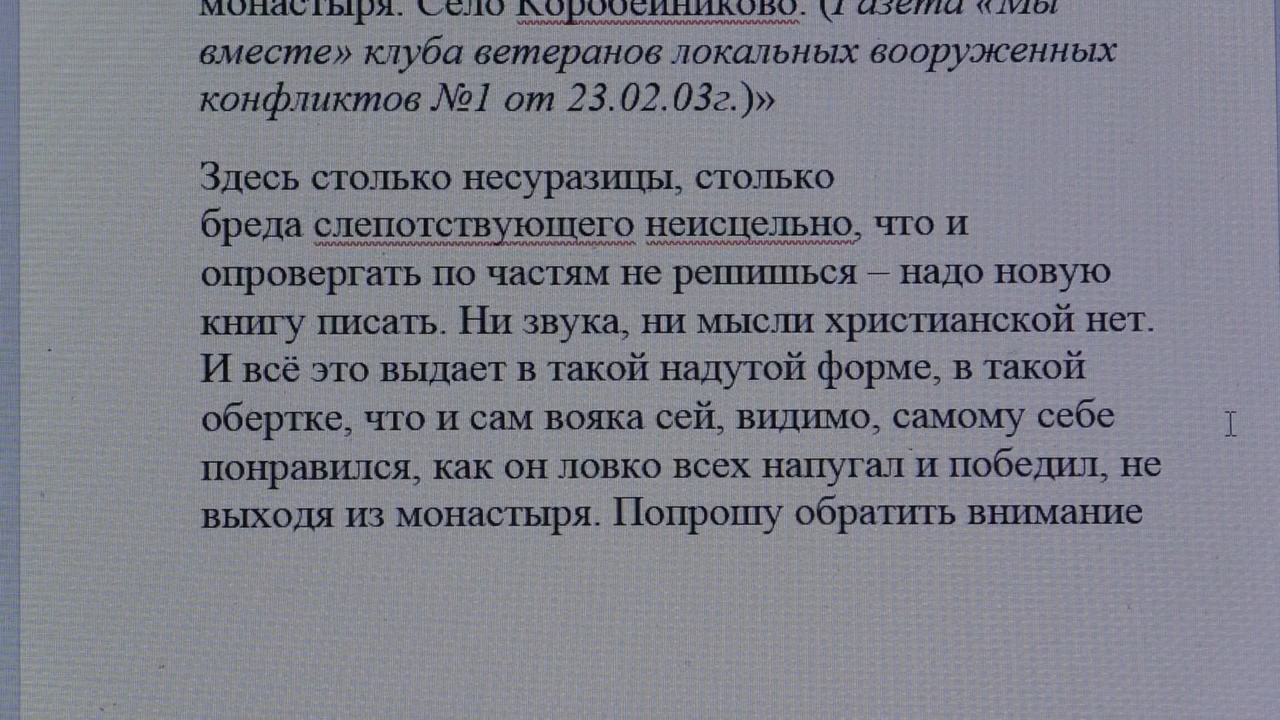 монастыря. Село Коробейниково. (Газета «Мы
вместе» клуба ветеранов локальных вооруженных
конфликтов №1 от 23.02.03г.)»
Здесь столько несуразицы, столько
бреда слепотствующего неисцельно, что и
опровергать по частям не решишься – надо новую
книгу писать. Ни звука, ни мысли христианской нет.
И всё это выдает в такой надутой форме, в такой
обертке, что и сам вояка сей, видимо, самому себе
понравился, как он ловко всех напугал и победил, не
выходя из монастыря. Попрошу обратить внимание